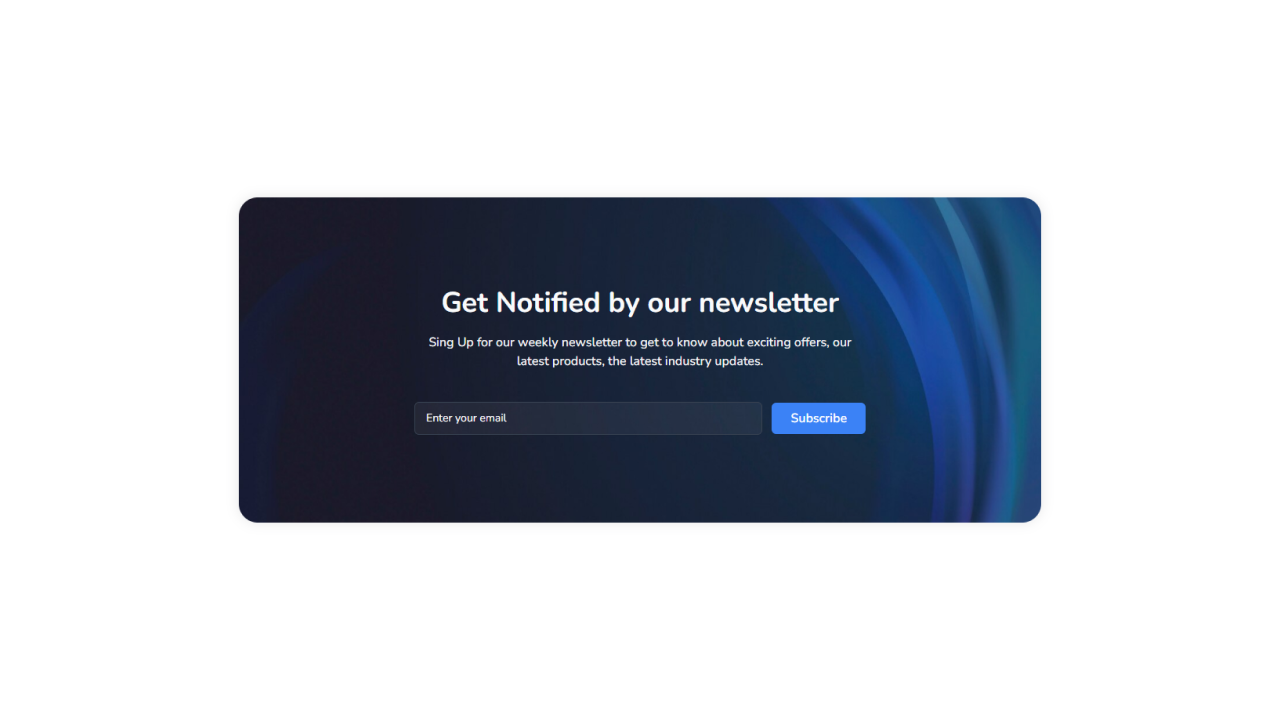 Get Notified by our newsletter
Sing Up for our weekly newsletter to get to know about exciting offers, our
latest products, the latest industry updates.
Enter your email
Subscribe